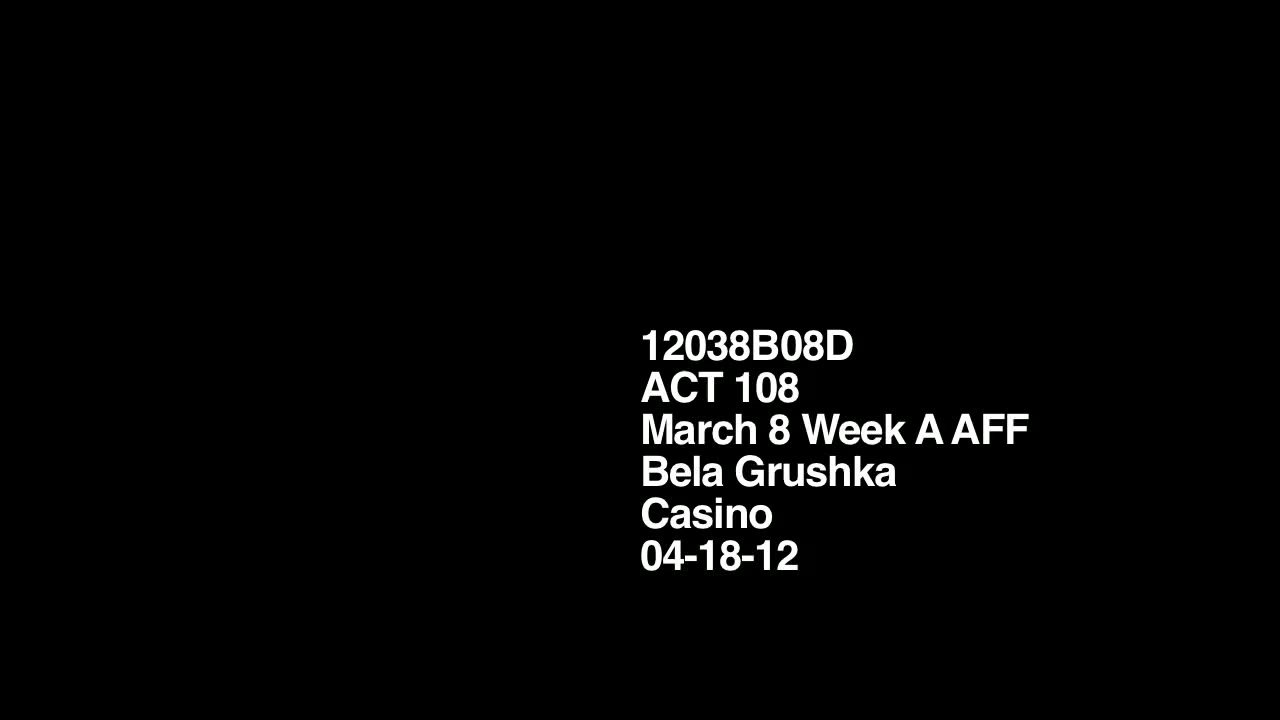 12038B08D
ACT 108
March 8 Week A AFF
Bela Grushka
Casino
04-18-12